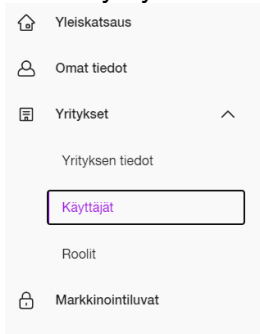 Yleiskatsaus
Omat tiedot
Yritykset
Yrityksen tiedot
Käyttäjät
Roolit
Markkinointiluvat